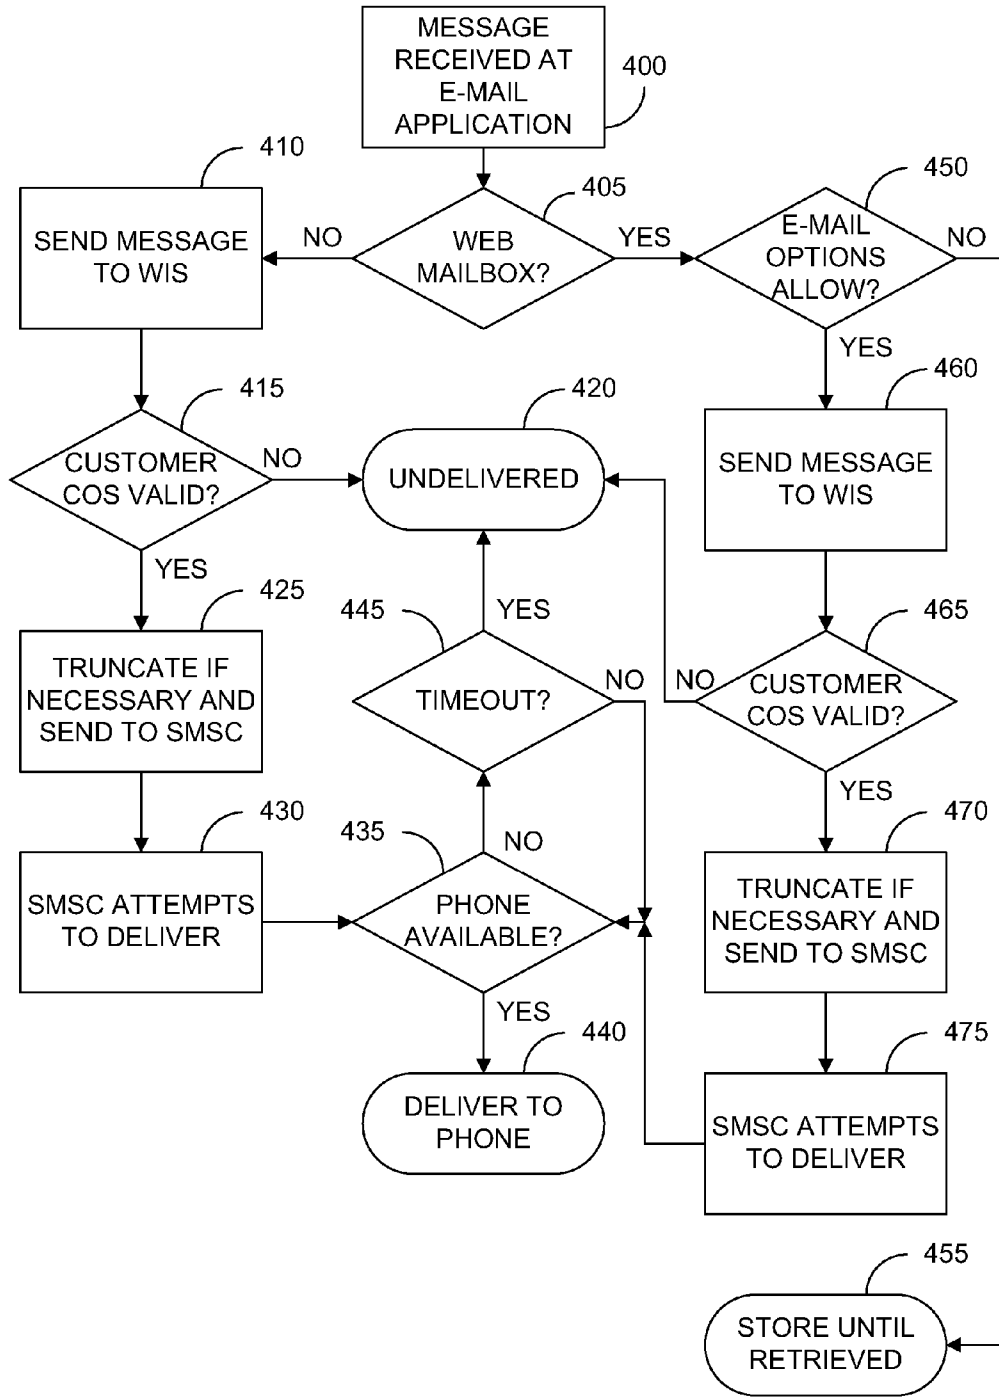 MESSAGE
RECEIVED AT
E-MAIL
APPLICATION
400
410
405
450
SEND MESSAGE
TO WIS
NO
WEB
MAILBOX?
YES
E-MAIL
OPTIONS
ALLOW?
NO
YES
460
415
420
CUSTOMER
COS VALID?
NO
UNDELIVERED
SEND MESSAGE
TO WIS
YES
425
445
YES
465
TRUNCATE IF
NECESSARY AND
SEND TO SMSC
TIMEOUT?
NO
NO
CUSTOMER
COS VALID?
YES
430
435
NO
470
SMSC ATTEMPTS
TO DELIVER
PHONE
AVAILABLE?
TRUNCATE IF
NECESSARY AND
SEND TO SMSC
YES
440
475
DELIVER TO
PHONE
SMSC ATTEMPTS
TO DELIVER
455
STORE UNTIL
RETRIEVED